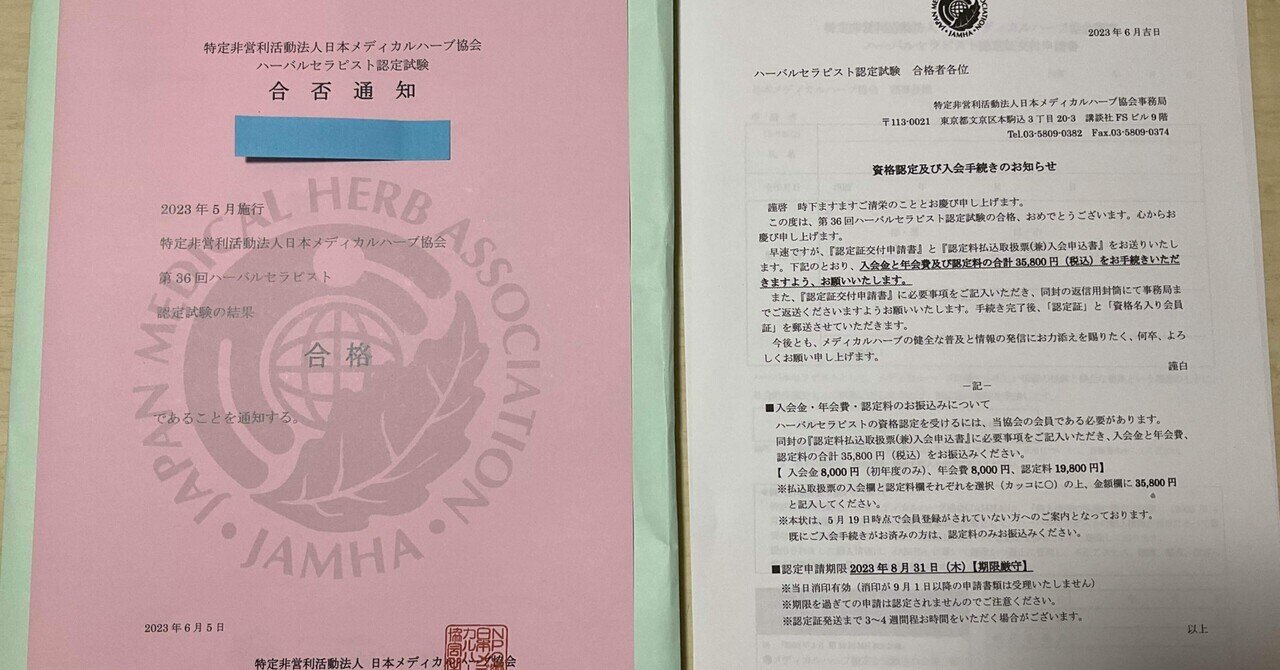 特定非営利活動法人日本メディカルハーブ協会
ハーバルセラピスト認定試験
合否通知
2023年5月施行
特定非営利活動法人日本メディカルハーブ協会
第36回ハーバルセラピスト
認定試験の結果
合格
であることを通知する。
JAPAN MEDICAL HERB ASSOCIATION
JAMHA
2023年6月5日
特定非営利活動法人 日本メディカルハーブ協会
JAMHA
2023年6月吉日
ハーバルセラピスト認定試験 合格者各位
特定非営利活動法人日本メディカルハーブ協会事務局
〒113-0021 東京都文京区本駒込3丁目20-3 講談社FSビル9階
Tel.03-5809-0382 Fax.03-5809-0374
資格認定及び入会手続きのお知らせ
謹啓 時下ますますご清栄のこととお慶び申し上げます。
この度は、第36回ハーバルセラピスト認定試験の合格、おめでとうございます。心からお
慶び申し上げます。
早速ですが、『認定証交付申請書』と『認定料払込取扱票(兼)入会申込書』をお送りいたし
ます。下記のとおり、入会金と年会費及び認定料の合計35,800円（税込）をお手続きいただ
きますよう、お願いいたします。
また、『認定証交付申請書』に必要事項をご記入いただき、同封の返信用封筒にて事務局ま
でご返送くださいますようお願いいたします。手続き完了後、「認定証」と「資格名入り会員
証」を郵送させていただきます。
今後とも、メディカルハーブの健全な普及と情報の発信にお力添えを賜りたく、何卒、よろ
しくお願い申し上げます。
謹白
―記―
■入会金・年会費・認定料のお振込みについて
ハーバルセラピストの資格認定を受けるには、当協会の会員である必要があります。
同封の『認定料払込取扱票(兼)入会申込書』に必要事項をご記入いただき、入会金と年会費、
認定料の合計35,800円（税込）をお振込みください。
【 入会金8,000円（初年度のみ）、年会費8,000円、認定料19,800円】
※払込取扱票の入会欄と認定料欄それぞれを選択（カッコに○）の上、金額欄に35,800円
と記入してください。
※本状は、5月19日時点で会員登録がされていない方へのご案内となっております。
既にご入会手続きがお済みの方は、認定料のみお振込みください。
■認定申請期限 2023年8月31日（木）【期限厳守】
※当日消印有効（消印が9月1日以降の申請書類は受理いたしません）
※期限を過ぎての申請は認定されませんのでご注意ください。
※認定証発送まで3～4週間程お時間をいただく場合がございます。
以上